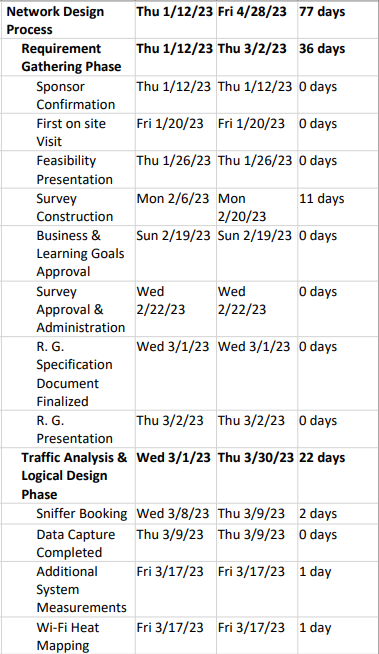 Network Design Thu 1/12/23 Fri 4/28/23 77 days
Process
Requirement Thu 1/12/23 Thu 3/2/23 36 days
Gathering Phase
Sponsor Thu 1/12/23 Thu 1/12/23 0 days
Confirmation
First on site Fri 1/20/23 Fri 1/20/23 0 days
Visit
Feasibility Thu 1/26/23 Thu 1/26/23 0 days
Presentation
Survey Mon 2/6/23 Mon 11 days
Construction 2/20/23
Business & Sun 2/19/23 Sun 2/19/23 0 days
Learning Goals
Approval
Survey Wed Wed 0 days
Approval & 2/22/23 2/22/23
Administration
R. G. Wed 3/1/23 Wed 3/1/23 0 days
Specification
Document
Finalized
R. G. Thu 3/2/23 Thu 3/2/23 0 days
Presentation
Traffic Analysis & Wed 3/1/23 Thu 3/30/23 22 days
Logical Design
Phase
Sniffer Booking Wed 3/8/23 Thu 3/9/23 2 days
Data Capture Thu 3/9/23 Thu 3/9/23 0 days
Completed
Additional Fri 3/17/23 Fri 3/17/23 1 day
System
Measurements
Wi-Fi Heat Fri 3/17/23 Fri 3/17/23 1 day
Mapping